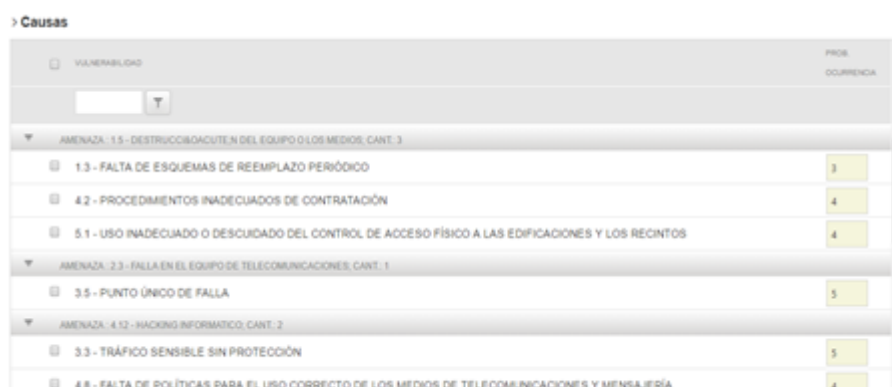 > Causas
VULNERABILIDAD
PROB.
OCURRENCIA
AMENAZA : 1.5 - DESTRUCCI&OACUTE;N DEL EQUIPO O LOS MEDIOS; CANT.: 3
1.3 - FALTA DE ESQUEMAS DE REEMPLAZO PERIÓDICO 3
4.2 - PROCEDIMIENTOS INADECUADOS DE CONTRATACIÓN 4
5.1 - USO INADECUADO O DESCUIDADO DEL CONTROL DE ACCESO FÍSICO A LAS EDIFICACIONES Y LOS RECINTOS 4
AMENAZA : 2.3 - FALLA EN EL EQUIPO DE TELECOMUNICACIONES; CANT.: 1
3.5 - PUNTO ÚNICO DE FALLA 5
AMENAZA : 4.12 - HACKING INFORMATICO; CANT.: 2
3.3 - TRÁFICO SENSIBLE SIN PROTECCIÓN 5
4.8 - FALTA DE POLÍTICAS PARA EL USO CORRECTO DE LOS MEDIOS DE TELECOMUNICACIONES Y MENSAJERÍA 4